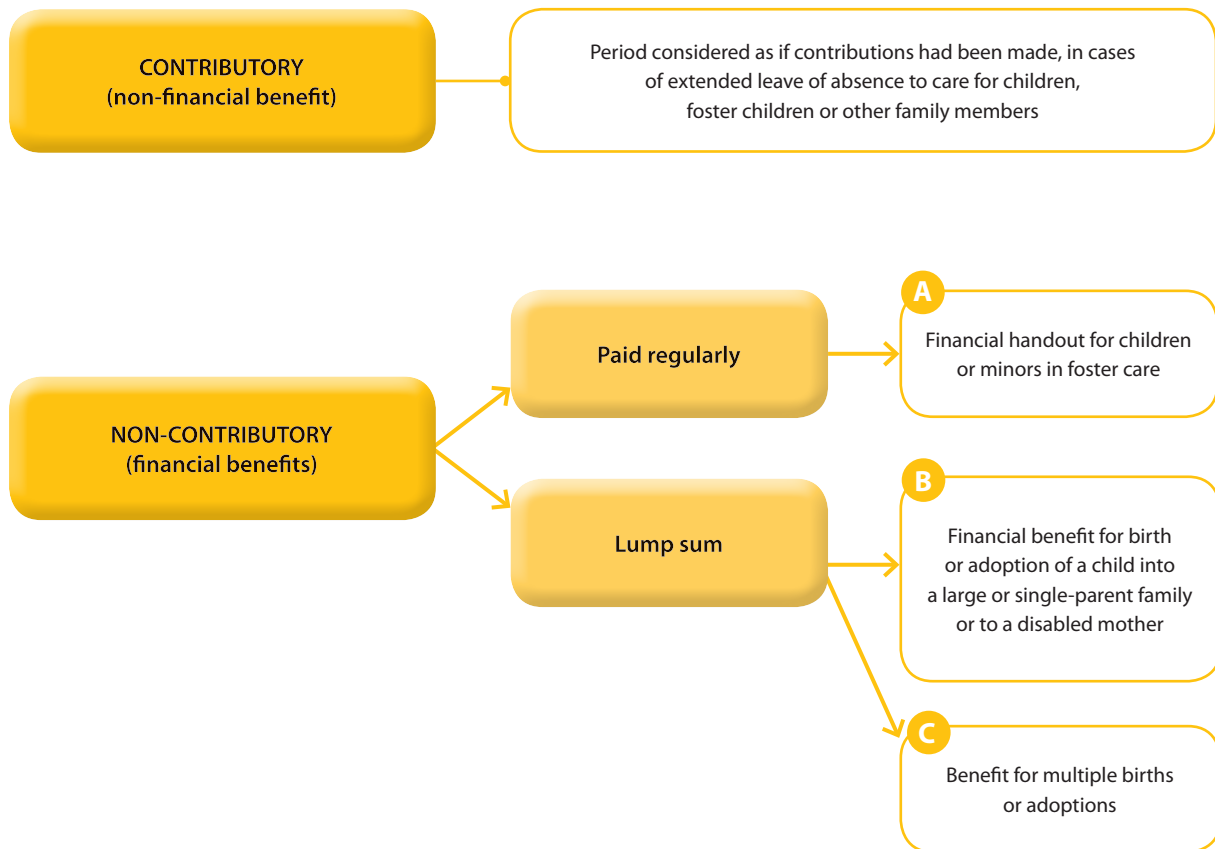 CONTRIBUTORY
(non-financial benefit)
Period considered as if contributions had been made, in cases
of extended leave of absence to care for children,
foster children or other family members
NON-CONTRIBUTORY
(financial benefits)
Paid regularly
A
Financial handout for children
or minors in foster care
Lump sum
B
Financial benefit for birth
or adoption of a child into
a large or single-parent family
or to a disabled mother
C
Benefit for multiple births
or adoptions